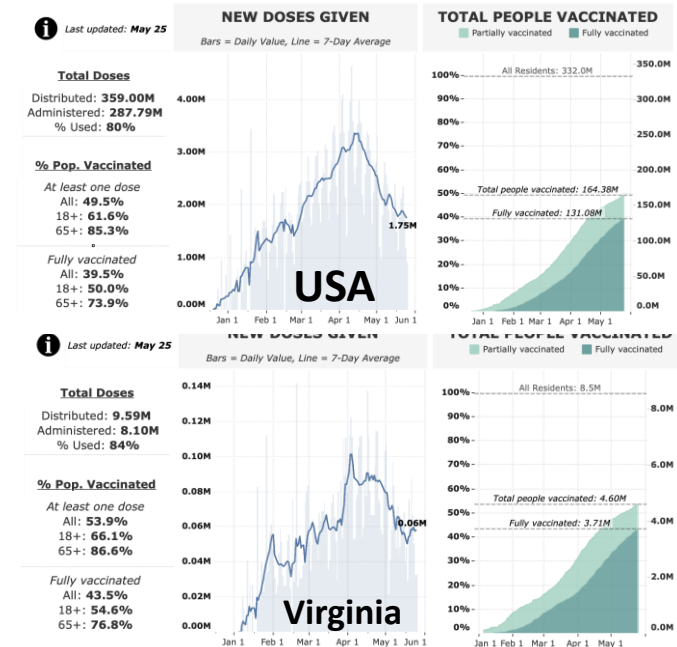 NEW DOSES GIVEN
Bars = Daily Value, Line = 7-Day Average
TOTAL PEOPLE VACCINATED
Partially vaccinated Fully vaccinated
i Last updated: May 25
Total Doses
Distributed: 359.00M
Administered: 287.79M
% Used: 80%
% Pop. Vaccinated
At least one dose
All: 49.5%
18+: 61.6%
65+: 85.3%
Fully vaccinated
All: 39.5%
18+: 50.0%
65+: 73.9%
4.00M
3.00M
2.00M
1.00M
0.00M
1.75M
USA
Jan 1 Feb 1 Mar 1 Apr 1 May 1 Jun 1
100%
90%
80%
70%
60%
50%
40%
30%
20%
10%
0%
All Residents: 332.0M
Total people vaccinated: 164.38M
Fully vaccinated: 131.08M
350.0M
300.0M
250.0M
200.0M
150.0M
100.0M
50.0M
0.0M
Jan 1 Feb 1 Mar 1 Apr 1 May 1
NEW DOSES GIVEN
Bars = Daily Value, Line = 7-Day Average
TOTAL PEOPLE VACCINATED
Partially vaccinated Fully vaccinated
i Last updated: May 25
Total Doses
Distributed: 9.59M
Administered: 8.10M
% Used: 84%
% Pop. Vaccinated
At least one dose
All: 53.9%
18+: 66.1%
65+: 86.6%
Fully vaccinated
All: 43.5%
18+: 54.6%
65+: 76.8%
0.14M
0.12M
0.10M
0.08M
0.06M
0.04M
0.02M
0.00M
0.06M
Virginia
Jan 1 Feb 1 Mar 1 Apr 1 May 1 Jun 1
100%
90%
80%
70%
60%
50%
40%
30%
20%
10%
0%
All Residents: 8.5M
Total people vaccinated: 4.60M
Fully vaccinated: 3.71M
8.0M
6.0M
4.0M
2.0M
0.0M
Jan 1 Feb 1 Mar 1 Apr 1 May 1